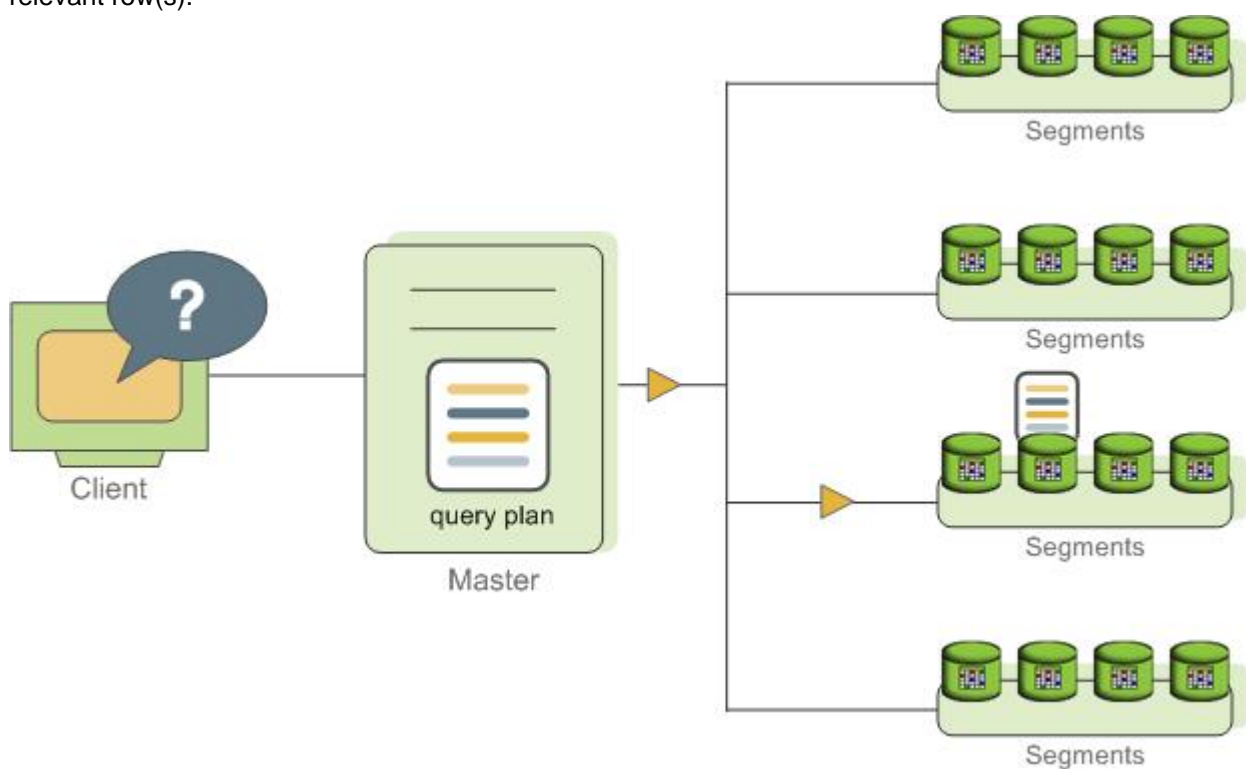 relevant row(s).
?
Client
query plan
Master
Segments
Segments
Segments
Segments